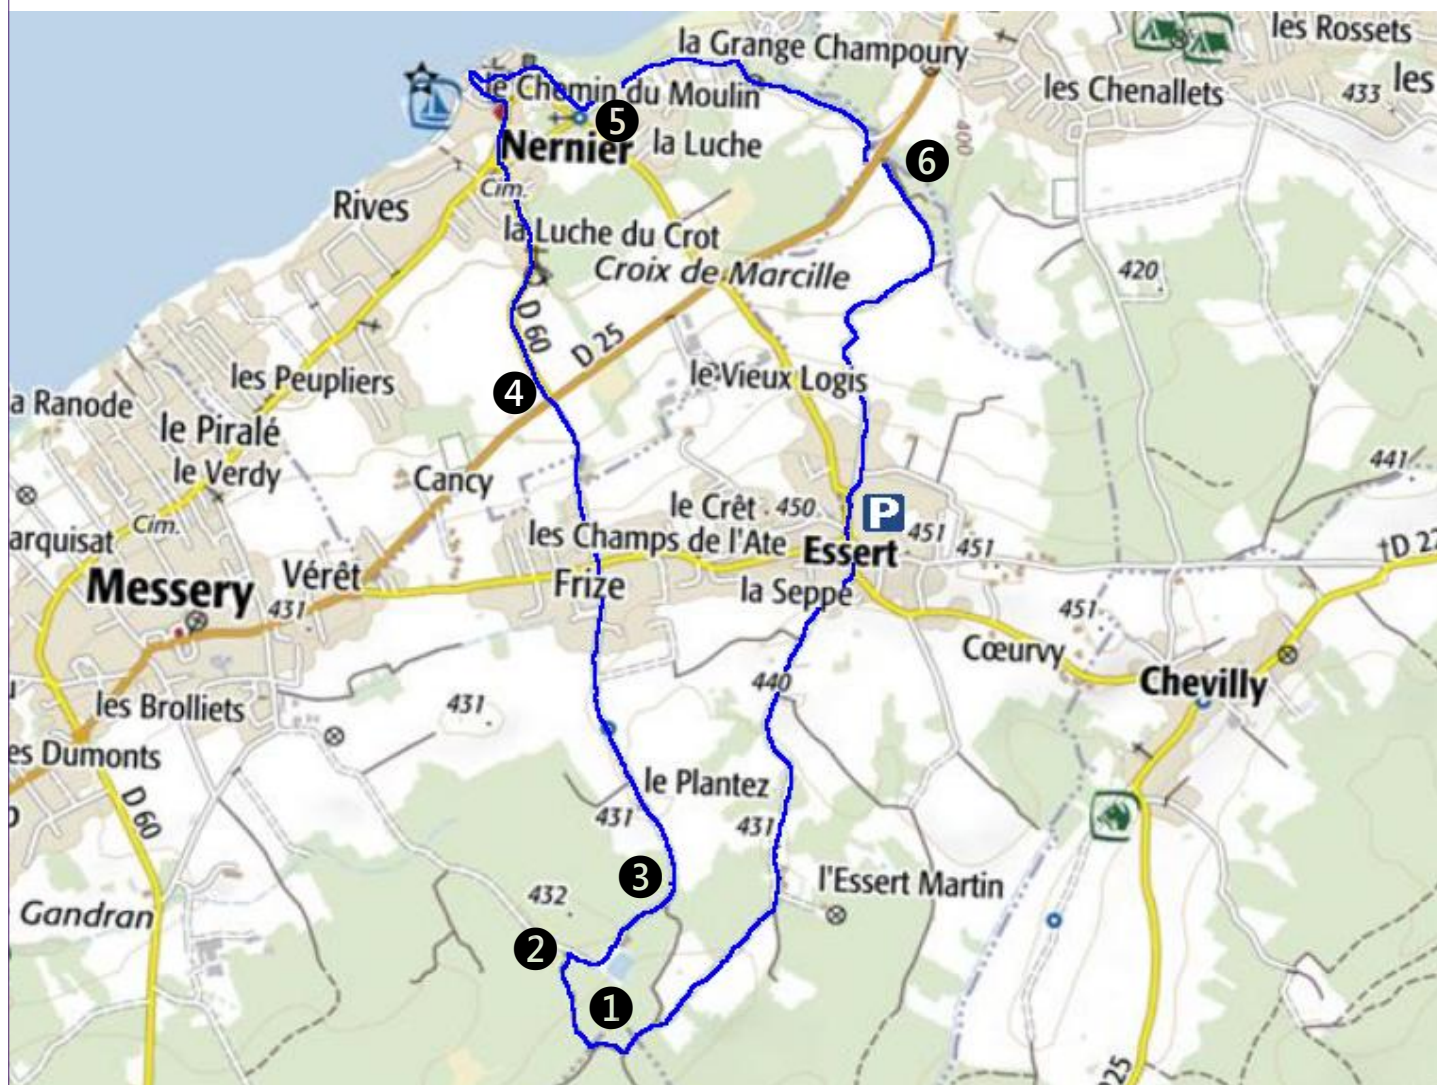 la Grange Champoury
les Rossets
les Chenallets
433
les
le Chemin du Moulin
5
Nernier
la Luche
400
6
Cim.
Rives
la Luche du Crot
Croix de Marcille
420
D 60
D 25
les Peupliers
le Vieux Logis
4
a Ranode
le Piralé
le Verdy
Cancy
441
le Crêt
450
P
Cim.
arquisat
les Champs de l'Ate
Essert
451
451
D 22
Messery
Vérêt
Frize
la Seppe
431
451
Cœurvy
Chevilly
440
les Brolliets
431
es Dumonts
le Plantez
D 60
431
431
3
l'Essert Martin
432
Gandran
2
1
25